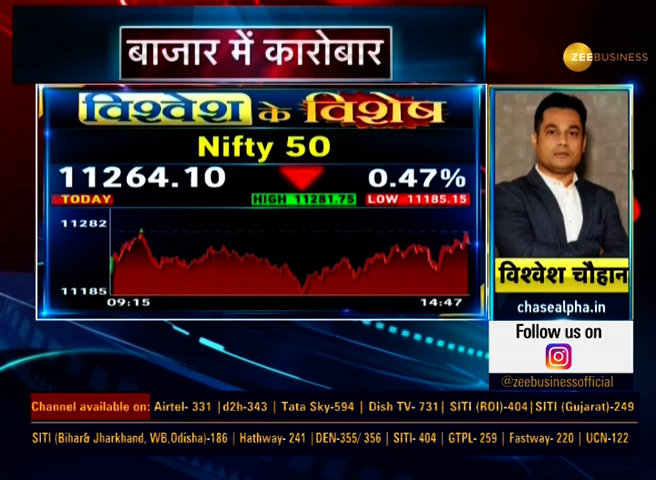 बाजार में कारोबार
ZEEBUSINESS
विश्वेश के विशेष
Nifty 50
11264.10 0.47%
TODAY HIGH 11281.75 LOW 11185.15
11282
11185
09:15 14:47
विश्वेश चौहान
chasealpha.in
Follow us on
@zeebusinessofficial
Channel available on: Airtel- 331 |d2h-343 | Tata Sky-594 | Dish TV- 731| SITI (ROI)-404|SITI (Gujarat)-249
SITI (Bihar& Jharkhand, WB,Odisha)-186 | Hathway- 241 |DEN-355/ 356 | SITI- 404 | GTPL- 259 | Fastway- 220 | UCN-122